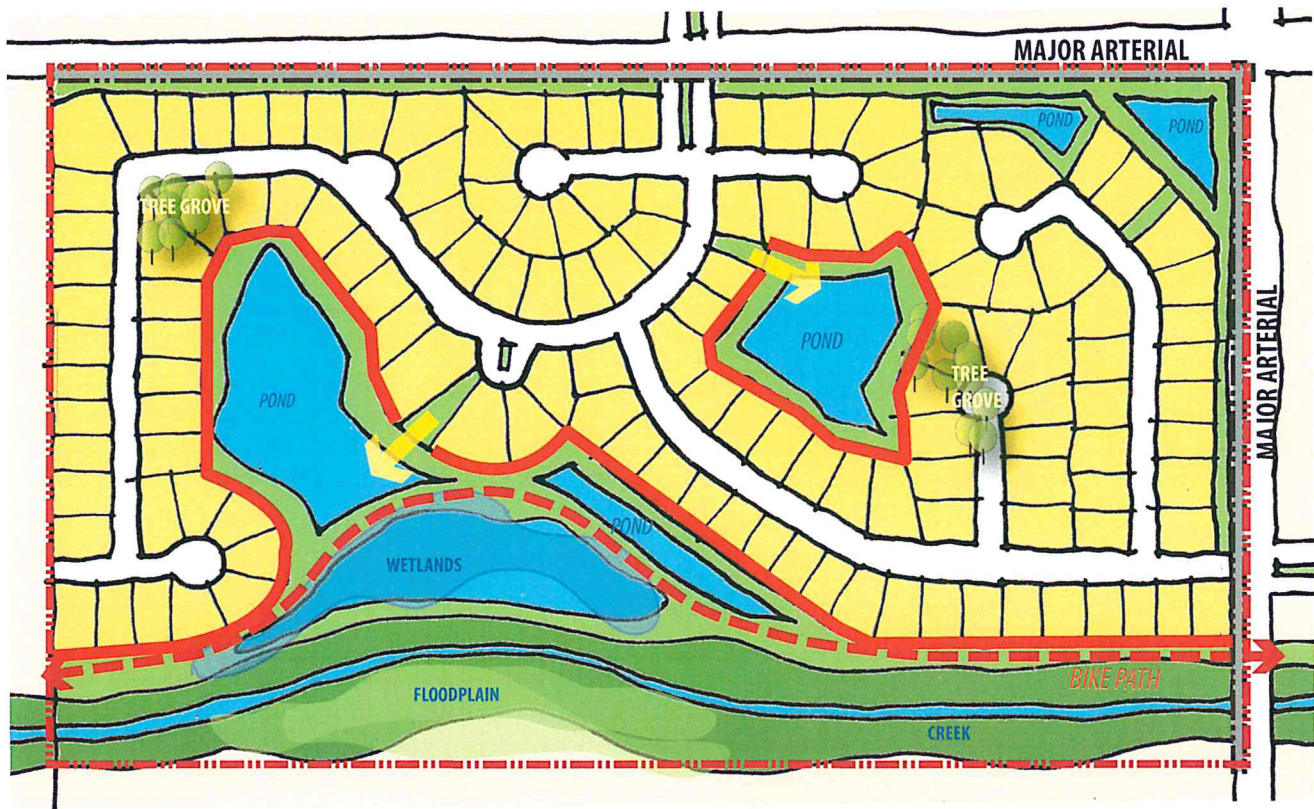 MAJOR ARTERIAL
POND
POND
TREE GROVE
MAJOR ARTERIAL
POND
TREE
GROVE
POND
POND
WETLANDS
BIKE PATH
FLOODPLAIN
CREEK